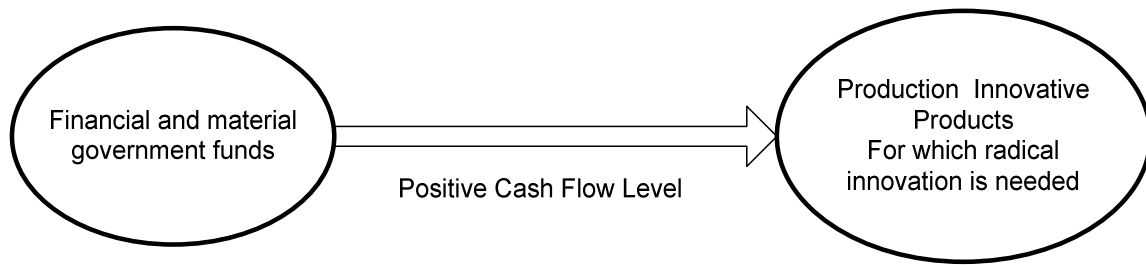 Financial and material
government funds
Positive Cash Flow Level
Production Innovative
Products
For which radical
innovation is needed